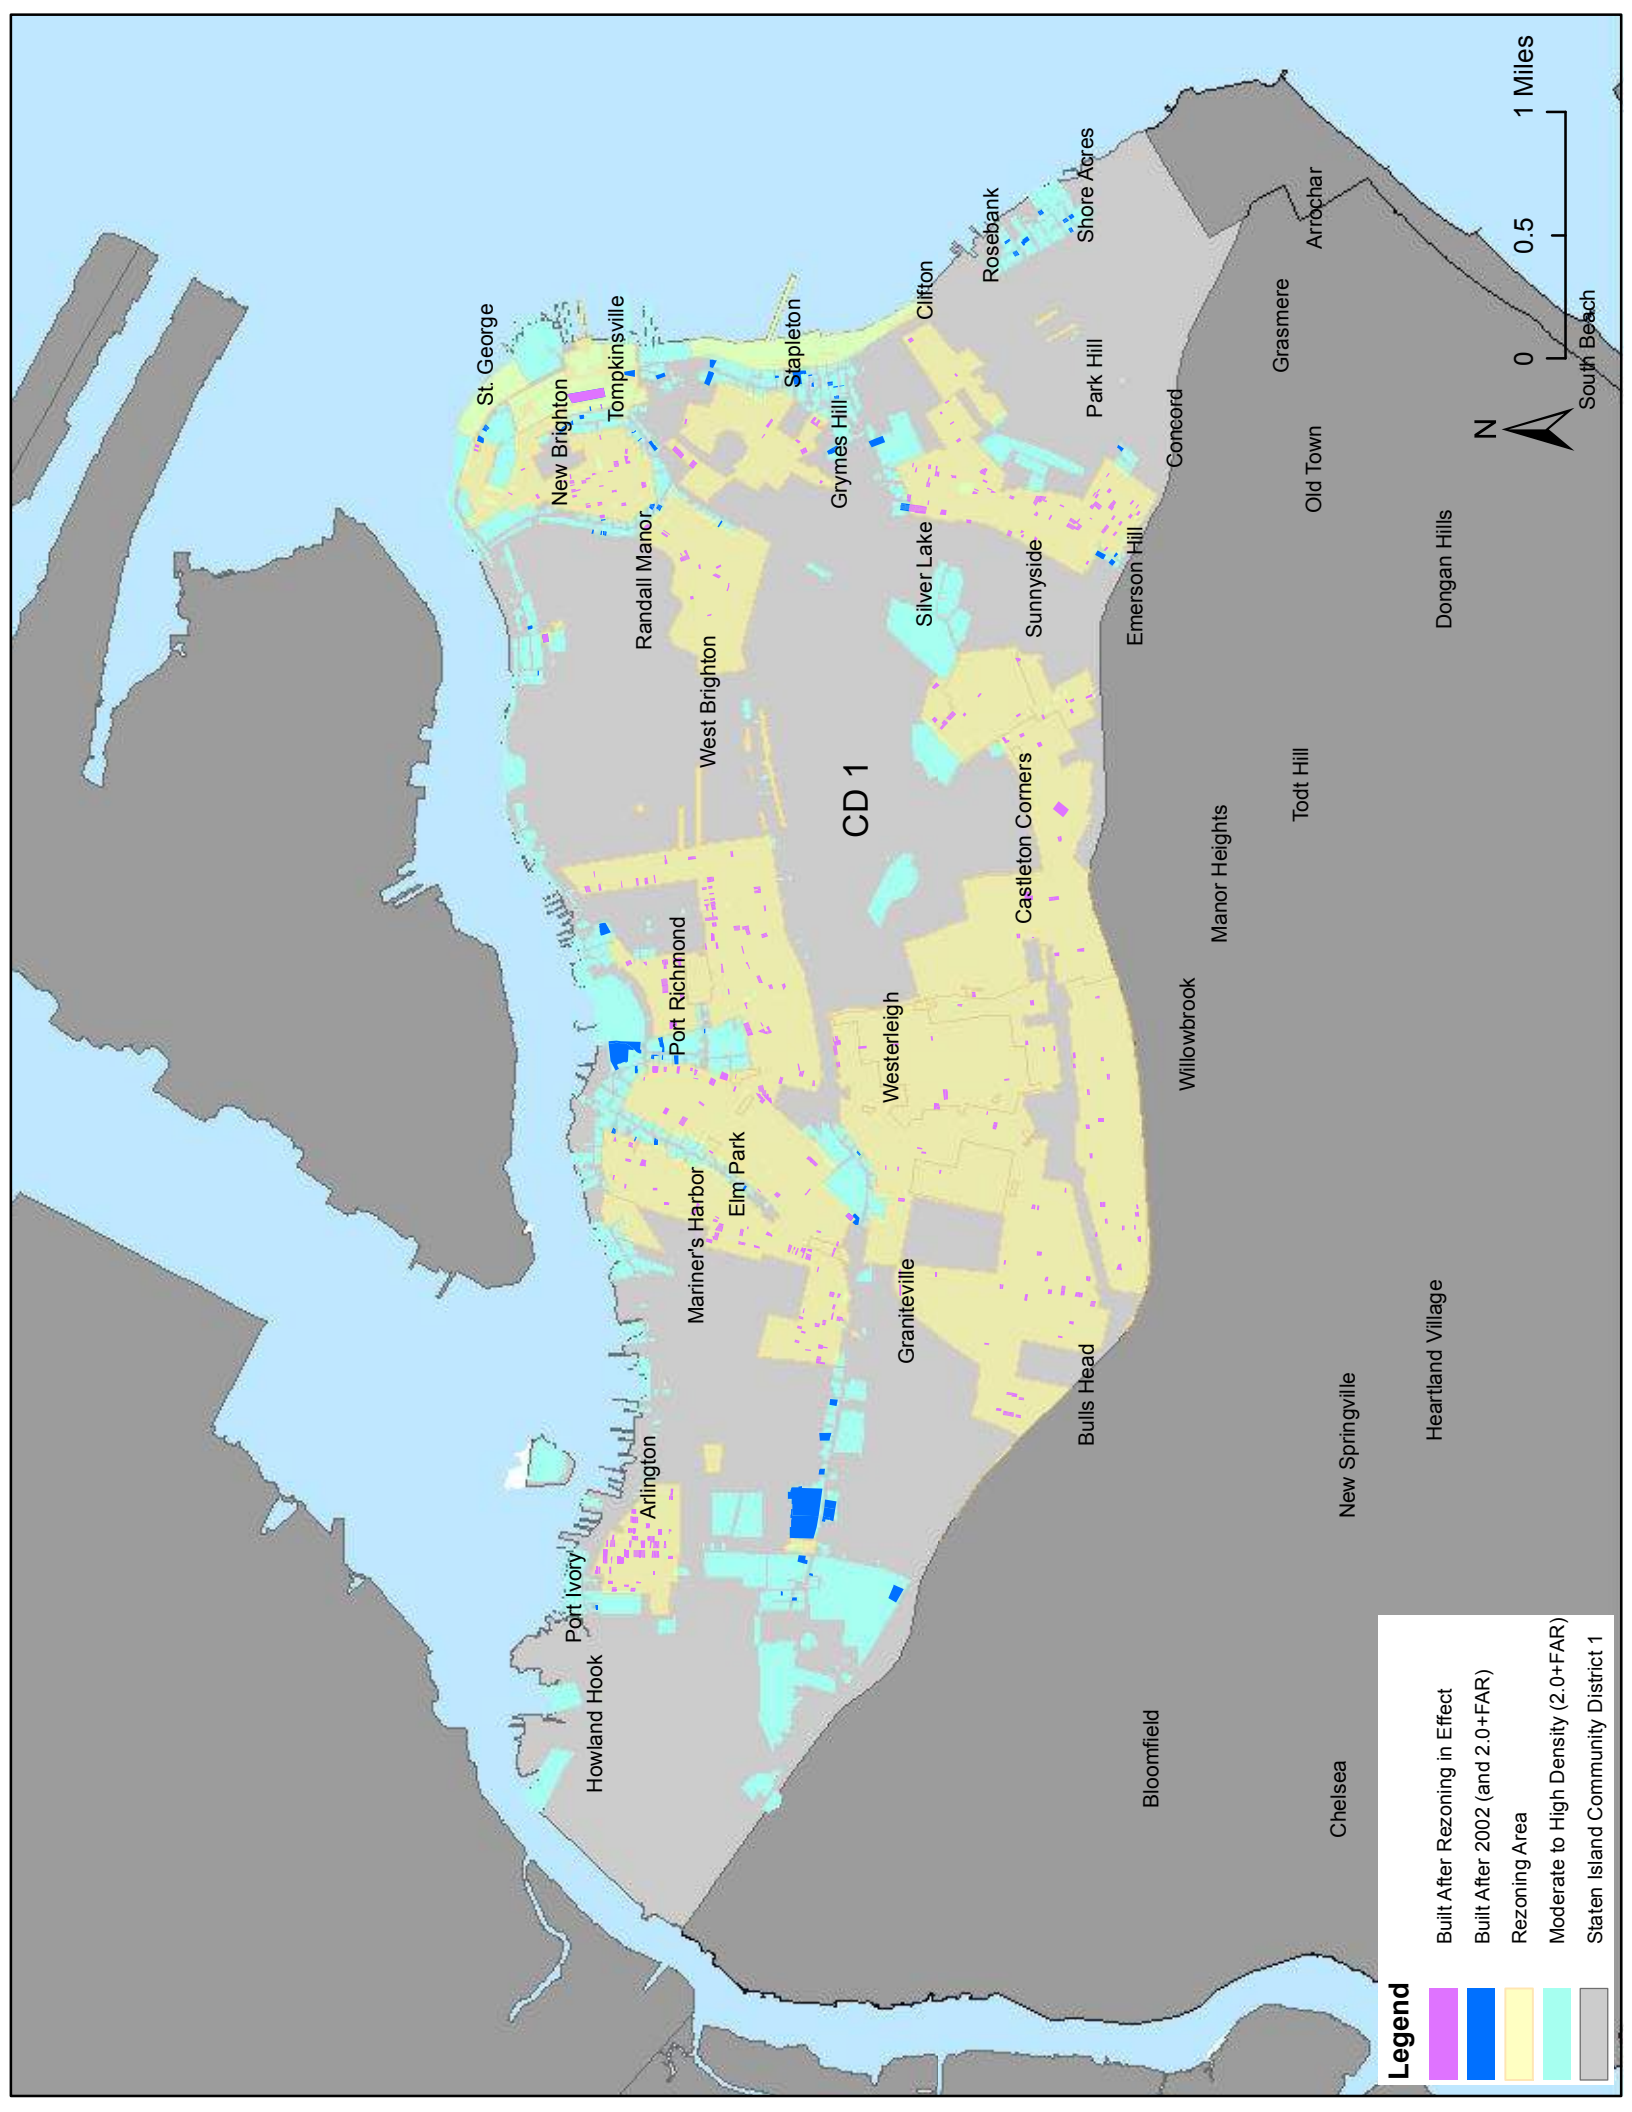 St. George
New Brighton
Tompkinsville
Stapleton
Clifton
Rosebank
Shore Acres
Randall Manor
Grymes Hill
Silver Lake
Park Hill
West Brighton
Sunnyside
Emerson Hill
Concord
Grasmere
Arrochar
South Beach
Old Town
Dongan Hills
CD 1
Castleton Corners
Port Richmond
Westerleigh
Manor Heights
Todt Hill
Willowbrook
Mariner's Harbor
Elm Park
Graniteville
Bulls Head
Arlington
Port Ivory
Howland Hook
New Springville
Heartland Village
Bloomfield
Chelsea
N
0 0.5 1 Miles
Legend
Built After Rezoning in Effect
Built After 2002 (and 2.0+FAR)
Rezoning Area
Moderate to High Density (2.0+FAR)
Staten Island Community District 1